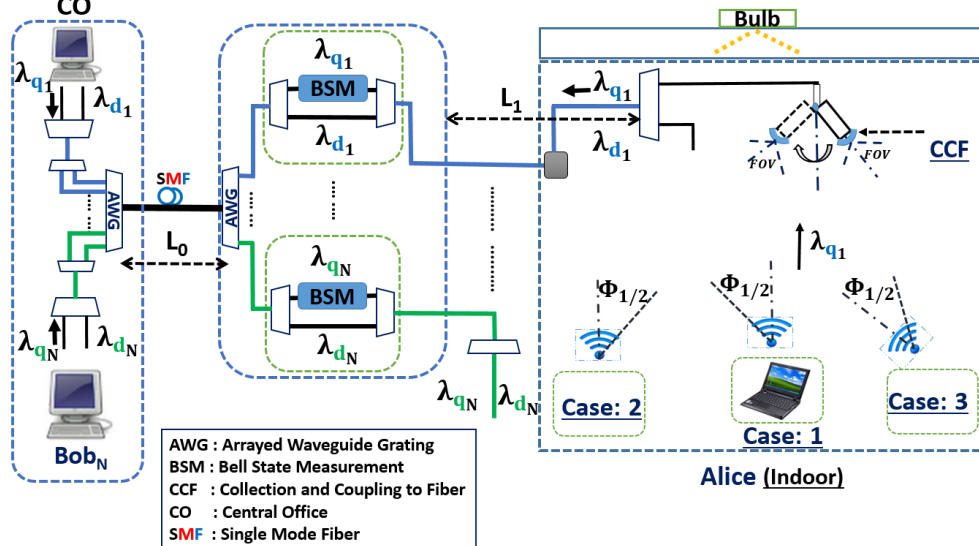 CO
λq1
λd1
AWG
SMF
L0
λqN
λdN
BobN
AWG
λq1
BSM
λd1
λqN
BSM
λdN
L1
λqN
λdN
Bulb
λq1
λd1
FOV
FOV
CCF
λq1
Φ1/2
Φ1/2
Φ1/2
Case: 2
Case: 1
Case: 3
Alice (Indoor)
AWG : Arrayed Waveguide Grating
BSM : Bell State Measurement
CCF : Collection and Coupling to Fiber
CO : Central Office
SMF : Single Mode Fiber